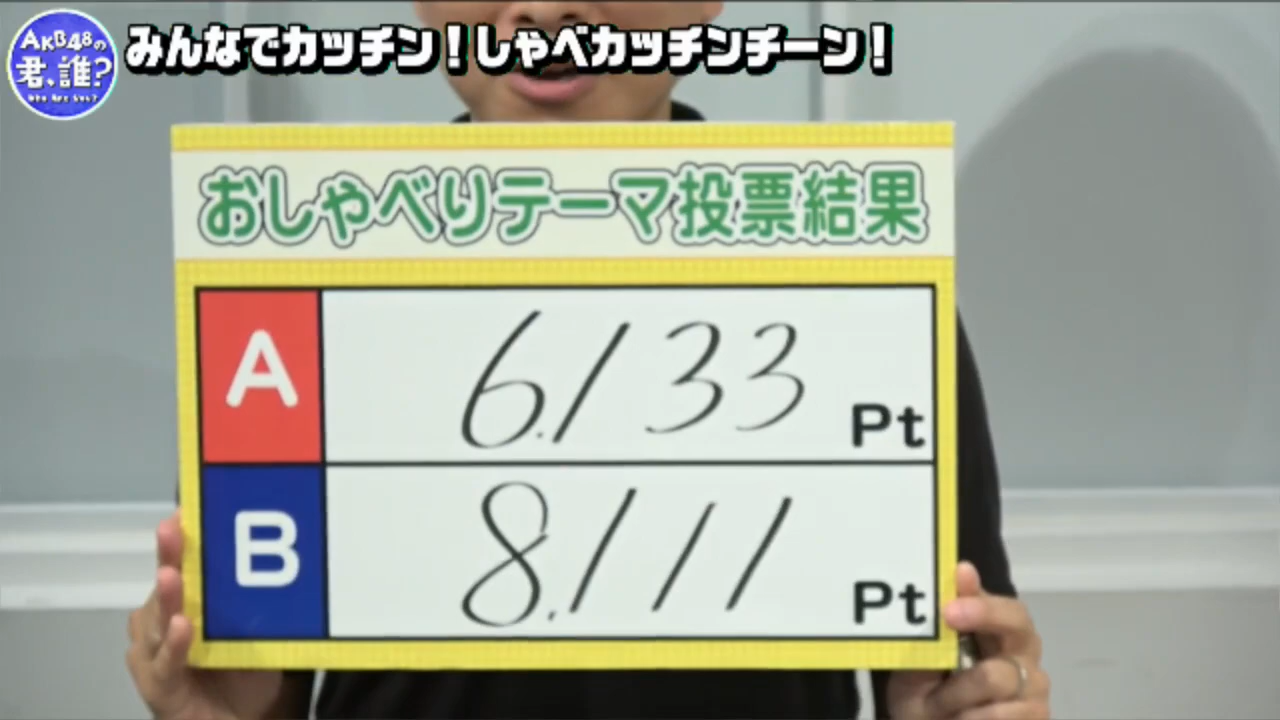 AKB48の
君、誰?
Who Are You?
みんなでカッチン!しゃべカッチンチーン!
おしゃべりテーマ投票結果
A 6.133 Pt
B 8.111 Pt